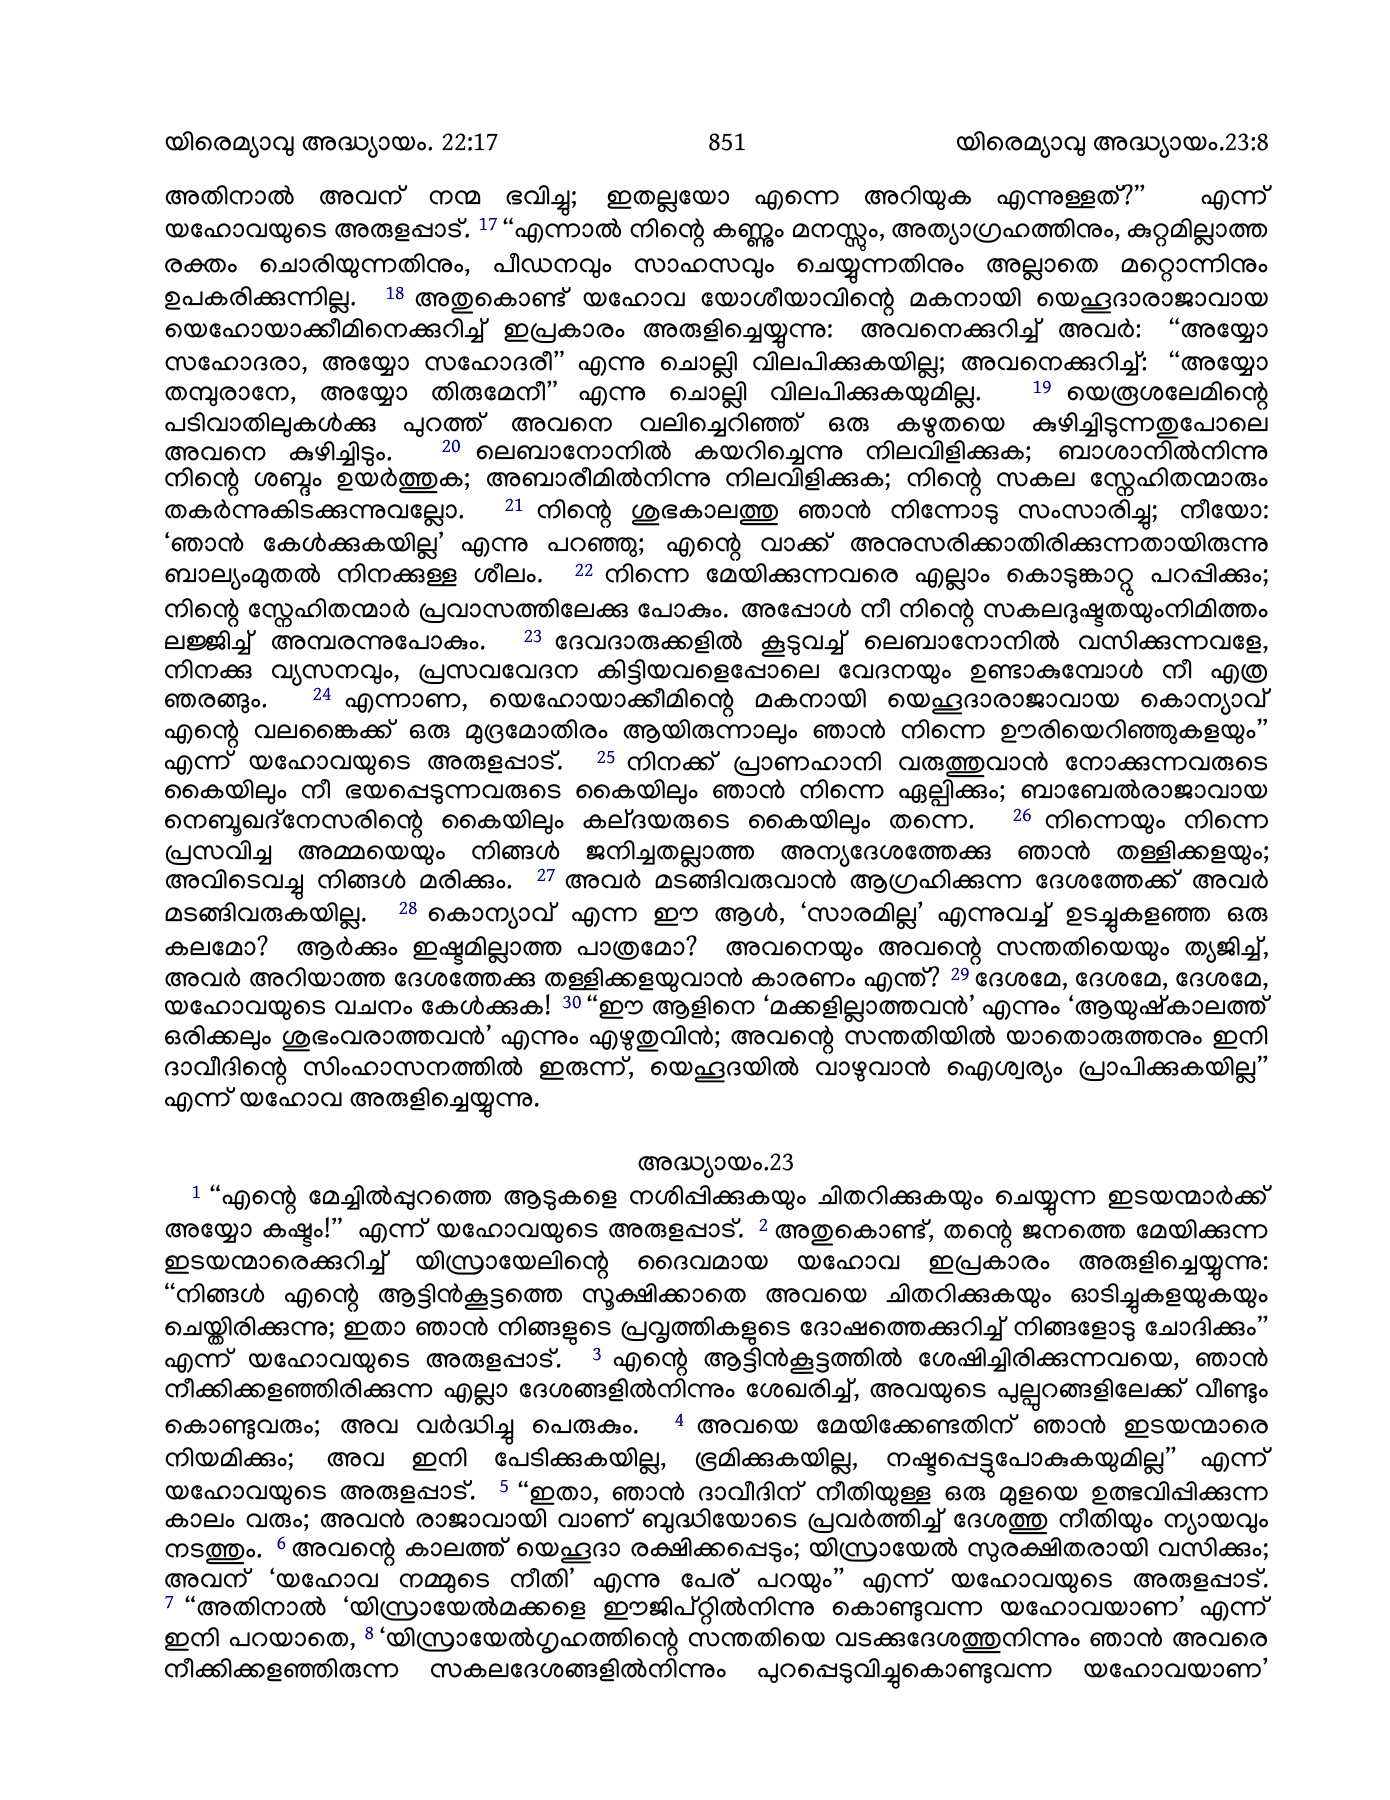 യിരെമ്യാവു അദ്ധ്യായം. 22:17 851 യിരെമ്യാവു അദ്ധ്യായം.23:8
അതിനാൽ അവന് നന്മ ഭവിച്ചു; ഇതല്ലയോ എന്നെ അറിയുക എന്നുള്ളത്?” എന്ന്
യഹോവയുടെ അരുളപ്പാട്. 17 “എന്നാൽ നിന്റെ കണ്ണും മനസ്സും, അത്യാഗ്രഹത്തിനും, കുറ്റമില്ലാത്ത
രക്തം ചൊരിയുന്നതിനും, പീഡനവും സാഹസവും ചെയ്യുന്നതിനും അല്ലാതെ മറ്റൊന്നിനും
ഉപകരിക്കുന്നില്ല. 18 അതുകൊണ്ട് യഹോവ യോശീയാവിന്റെ മകനായി യെഹൂദാരാജാവായ
യെഹോയാക്കീമിനെക്കുറിച്ച് ഇപ്രകാരം അരുളിച്ചെയ്യുന്നു: അവനെക്കുറിച്ച് അവർ: “അയ്യോ
സഹോദരാ, അയ്യോ സഹോദരീ” എന്നു ചൊല്ലി വിലപിക്കുകയില്ല; അവനെക്കുറിച്ച്: “അയ്യോ
തമ്പുരാനേ, അയ്യോ തിരുമേനീ” എന്നു ചൊല്ലി വിലപിക്കുകയുമില്ല. 19 യെരൂശലേമിന്റെ
പടിവാതിലുകൾക്കു പുറത്ത് അവനെ വലിച്ചെറിഞ്ഞ് ഒരു കഴുതയെ കുഴിച്ചിടുന്നതുപോലെ
അവനെ കുഴിച്ചിടും. 20 ലെബാനോനിൽ കയറിച്ചെന്നു നിലവിളിക്കുക; ബാശാനിൽനിന്നു
നിന്റെ ശബ്ദം ഉയർത്തുക; അബാരീമിൽനിന്നു നിലവിളിക്കുക; നിന്റെ സകല സ്നേഹിതന്മാരും
തകർന്നുകിടക്കുന്നുവല്ലോ. 21 നിന്റെ ശുഭകാലത്തു ഞാൻ നിന്നോടു സംസാരിച്ചു; നീയോ:
‘ഞാൻ കേൾക്കുകയില്ല’ എന്നു പറഞ്ഞു; എന്റെ വാക്ക് അനുസരിക്കാതിരിക്കുന്നതായിരുന്നു
ബാല്യംമുതൽ നിനക്കുള്ള ശീലം. 22 നിന്നെ മേയിക്കുന്നവരെ എല്ലാം കൊടുങ്കാറ്റു പറപ്പിക്കും;
നിന്റെ സ്നേഹിതന്മാർ പ്രവാസത്തിലേക്കു പോകും. അപ്പോൾ നീ നിന്റെ സകലദുഷ്ടതയുംനിമിത്തം
ലജ്ജിച്ച് അമ്പരന്നുപോകും. 23 ദേവദാരുക്കളിൽ കൂടുവച്ച് ലെബാനോനിൽ വസിക്കുന്നവളേ,
നിനക്കു വ്യസനവും, പ്രസവവേദന കിട്ടിയവളെപ്പോലെ വേദനയും ഉണ്ടാകുമ്പോൾ നീ എത്ര
ഞരങ്ങും. 24 എന്നാണ, യെഹോയാക്കീമിന്റെ മകനായി യെഹൂദാരാജാവായ കൊന്യാവ്
എന്റെ വലങ്കൈക്ക് ഒരു മുദ്രമോതിരം ആയിരുന്നാലും ഞാൻ നിന്നെ ഊരിയെറിഞ്ഞുകളയും”
എന്ന് യഹോവയുടെ അരുളപ്പാട്. 25 നിനക്ക് പ്രാണഹാനി വരുത്തുവാൻ നോക്കുന്നവരുടെ
കൈയിലും നീ ഭയപ്പെടുന്നവരുടെ കൈയിലും ഞാൻ നിന്നെ ഏല്പിക്കും; ബാബേൽരാജാവായ
നെബൂഖദ്നേസരിന്റെ കൈയിലും കല്ദയരുടെ കൈയിലും തന്നെ. 26 നിന്നെയും നിന്നെ
പ്രസവിച്ച അമ്മയെയും നിങ്ങൾ ജനിച്ചതല്ലാത്ത അന്യദേശത്തേക്കു ഞാൻ തള്ളിക്കളയും;
അവിടെവച്ചു നിങ്ങൾ മരിക്കും. 27 അവർ മടങ്ങിവരുവാൻ ആഗ്രഹിക്കുന്ന ദേശത്തേക്ക് അവർ
മടങ്ങിവരുകയില്ല. 28 കൊന്യാവ് എന്ന ഈ ആൾ, ‘സാരമില്ല’ എന്നുവച്ച് ഉടച്ചുകളഞ്ഞ ഒരു
കലമോ? ആർക്കും ഇഷ്ടമില്ലാത്ത പാത്രമോ? അവനെയും അവന്റെ സന്തതിയെയും ത്യജിച്ച്,
അവർ അറിയാത്ത ദേശത്തേക്കു തള്ളിക്കളയുവാൻ കാരണം എന്ത്? 29 ദേശമേ, ദേശമേ, ദേശമേ,
യഹോവയുടെ വചനം കേൾക്കുക! 30 “ഈ ആളിനെ ‘മക്കളില്ലാത്തവൻ’ എന്നും ‘ആയുഷ്കാലത്ത്
ഒരിക്കലും ശുഭംവരാത്തവൻ’ എന്നും എഴുതുവിൻ; അവന്റെ സന്തതിയിൽ യാതൊരുത്തനും ഇനി
ദാവീദിന്റെ സിംഹാസനത്തിൽ ഇരുന്ന്, യെഹൂദയിൽ വാഴുവാൻ ഐശ്വര്യം പ്രാപിക്കുകയില്ല”
എന്ന് യഹോവ അരുളിച്ചെയ്യുന്നു.
അദ്ധ്യായം.23
1 “എന്റെ മേച്ചിൽപ്പുറത്തെ ആടുകളെ നശിപ്പിക്കുകയും ചിതറിക്കുകയും ചെയ്യുന്ന ഇടയന്മാർക്ക്
അയ്യോ കഷ്ടം!” എന്ന് യഹോവയുടെ അരുളപ്പാട്. 2 അതുകൊണ്ട്, തന്റെ ജനത്തെ മേയിക്കുന്ന
ഇടയന്മാരെക്കുറിച്ച് യിസ്രായേലിന്റെ ദൈവമായ യഹോവ ഇപ്രകാരം അരുളിച്ചെയ്യുന്നു:
“നിങ്ങൾ എന്റെ ആട്ടിൻകൂട്ടത്തെ സൂക്ഷിക്കാതെ അവയെ ചിതറിക്കുകയും ഓടിച്ചുകളയുകയും
ചെയ്തിരിക്കുന്നു; ഇതാ ഞാൻ നിങ്ങളുടെ പ്രവൃത്തികളുടെ ദോഷത്തെക്കുറിച്ച് നിങ്ങളോടു ചോദിക്കും”
എന്ന് യഹോവയുടെ അരുളപ്പാട്. 3 എന്റെ ആട്ടിൻകൂട്ടത്തിൽ ശേഷിച്ചിരിക്കുന്നവയെ, ഞാൻ
നീക്കിക്കളഞ്ഞിരിക്കുന്ന എല്ലാ ദേശങ്ങളിൽനിന്നും ശേഖരിച്ച്, അവയുടെ പുല്പുറങ്ങളിലേക്ക് വീണ്ടും
കൊണ്ടുവരും; അവ വർദ്ധിച്ചു പെരുകും. 4 അവയെ മേയിക്കേണ്ടതിന് ഞാൻ ഇടയന്മാരെ
നിയമിക്കും; അവ ഇനി പേടിക്കുകയില്ല, ഭ്രമിക്കുകയില്ല, നഷ്ടപ്പെട്ടുപോകുകയുമില്ല” എന്ന്
യഹോവയുടെ അരുളപ്പാട്. 5 “ഇതാ, ഞാൻ ദാവീദിന് നീതിയുള്ള ഒരു മുളയെ ഉത്ഭവിപ്പിക്കുന്ന
കാലം വരും; അവൻ രാജാവായി വാണ് ബുദ്ധിയോടെ പ്രവർത്തിച്ച് ദേശത്തു നീതിയും ന്യായവും
നടത്തും. 6 അവന്റെ കാലത്ത് യെഹൂദാ രക്ഷിക്കപ്പെടും; യിസ്രായേൽ സുരക്ഷിതരായി വസിക്കും;
അവന് ‘യഹോവ നമ്മുടെ നീതി’ എന്നു പേര് പറയും” എന്ന് യഹോവയുടെ അരുളപ്പാട്.
7 “അതിനാൽ ‘യിസ്രായേൽമക്കളെ ഈജിപ്റ്റിൽനിന്നു കൊണ്ടുവന്ന യഹോവയാണ’ എന്ന്
ഇനി പറയാതെ, 8 ‘യിസ്രായേൽഗൃഹത്തിന്റെ സന്തതിയെ വടക്കുദേശത്തുനിന്നും ഞാൻ അവരെ
നീക്കിക്കളഞ്ഞിരുന്ന സകലദേശങ്ങളിൽനിന്നും പുറപ്പെടുവിച്ചുകൊണ്ടുവന്ന യഹോവയാണ’